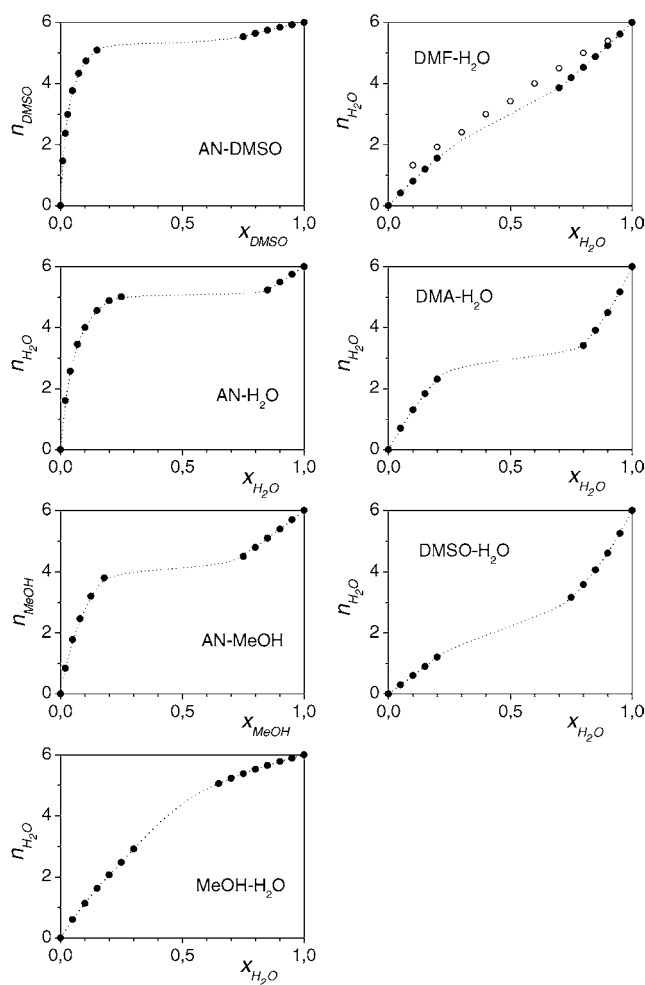 6
4
2
0
n_DMSO
AN-DMSO
0,0
0,5
1,0
x_DMSO
6
4
2
0
n_H₂O
DMF-H₂O
0,0
0,5
1,0
x_H₂O
6
4
2
0
n_H₂O
AN-H₂O
0,0
0,5
1,0
x_H₂O
6
4
2
0
n_H₂O
DMA-H₂O
0,0
0,5
1,0
x_H₂O
6
4
2
0
n_MeOH
AN-MeOH
0,0
0,5
1,0
x_MeOH
6
4
2
0
n_H₂O
DMSO-H₂O
0,0
0,5
1,0
x_H₂O
6
4
2
0
n_H₂O
MeOH-H₂O
0,0
0,5
1,0
x_H₂O